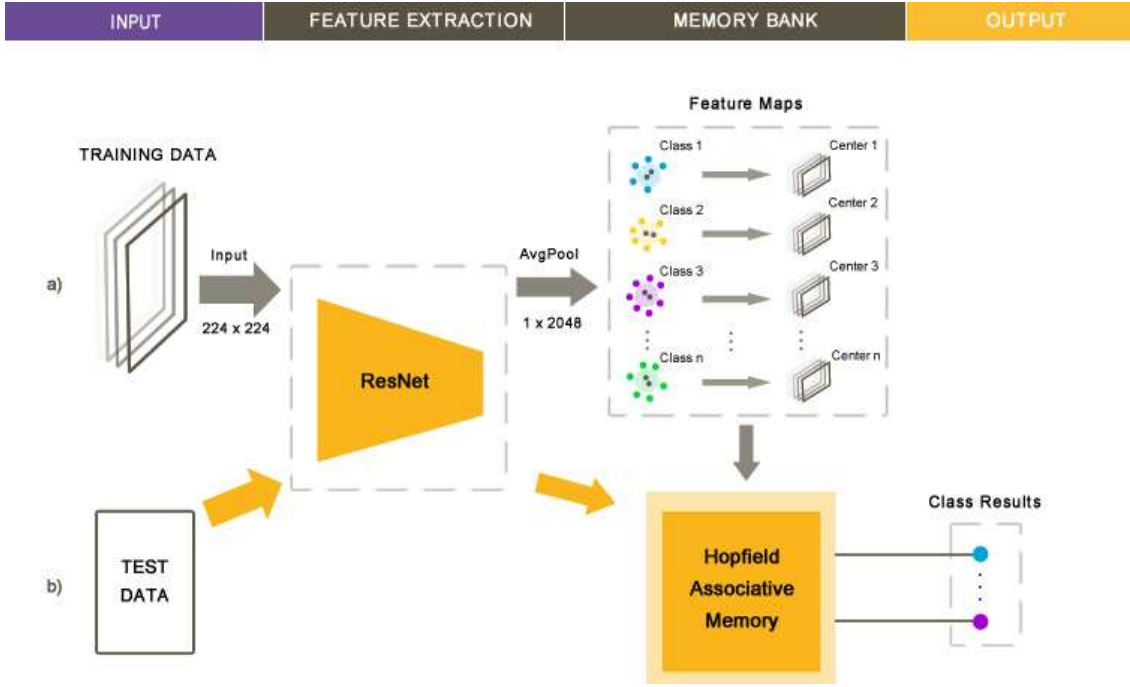 INPUT
FEATURE EXTRACTION
MEMORY BANK
OUTPUT
Feature Maps
TRAINING DATA
Class 1
Center 1
Class 2
Center 2
Input
AvgPool
Class 3
Center 3
a)
224 x 224
1 x 2048
ResNet
Class n
Center n
Class Results
TEST
DATA
b)
Hopfield
Associative
Memory